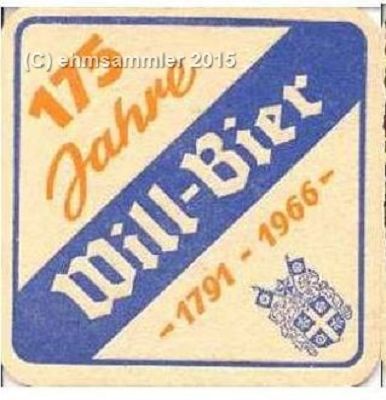 (C) ehmsammler 2015
175
Jahre
Will-Bier
- 1791 - 1966 -